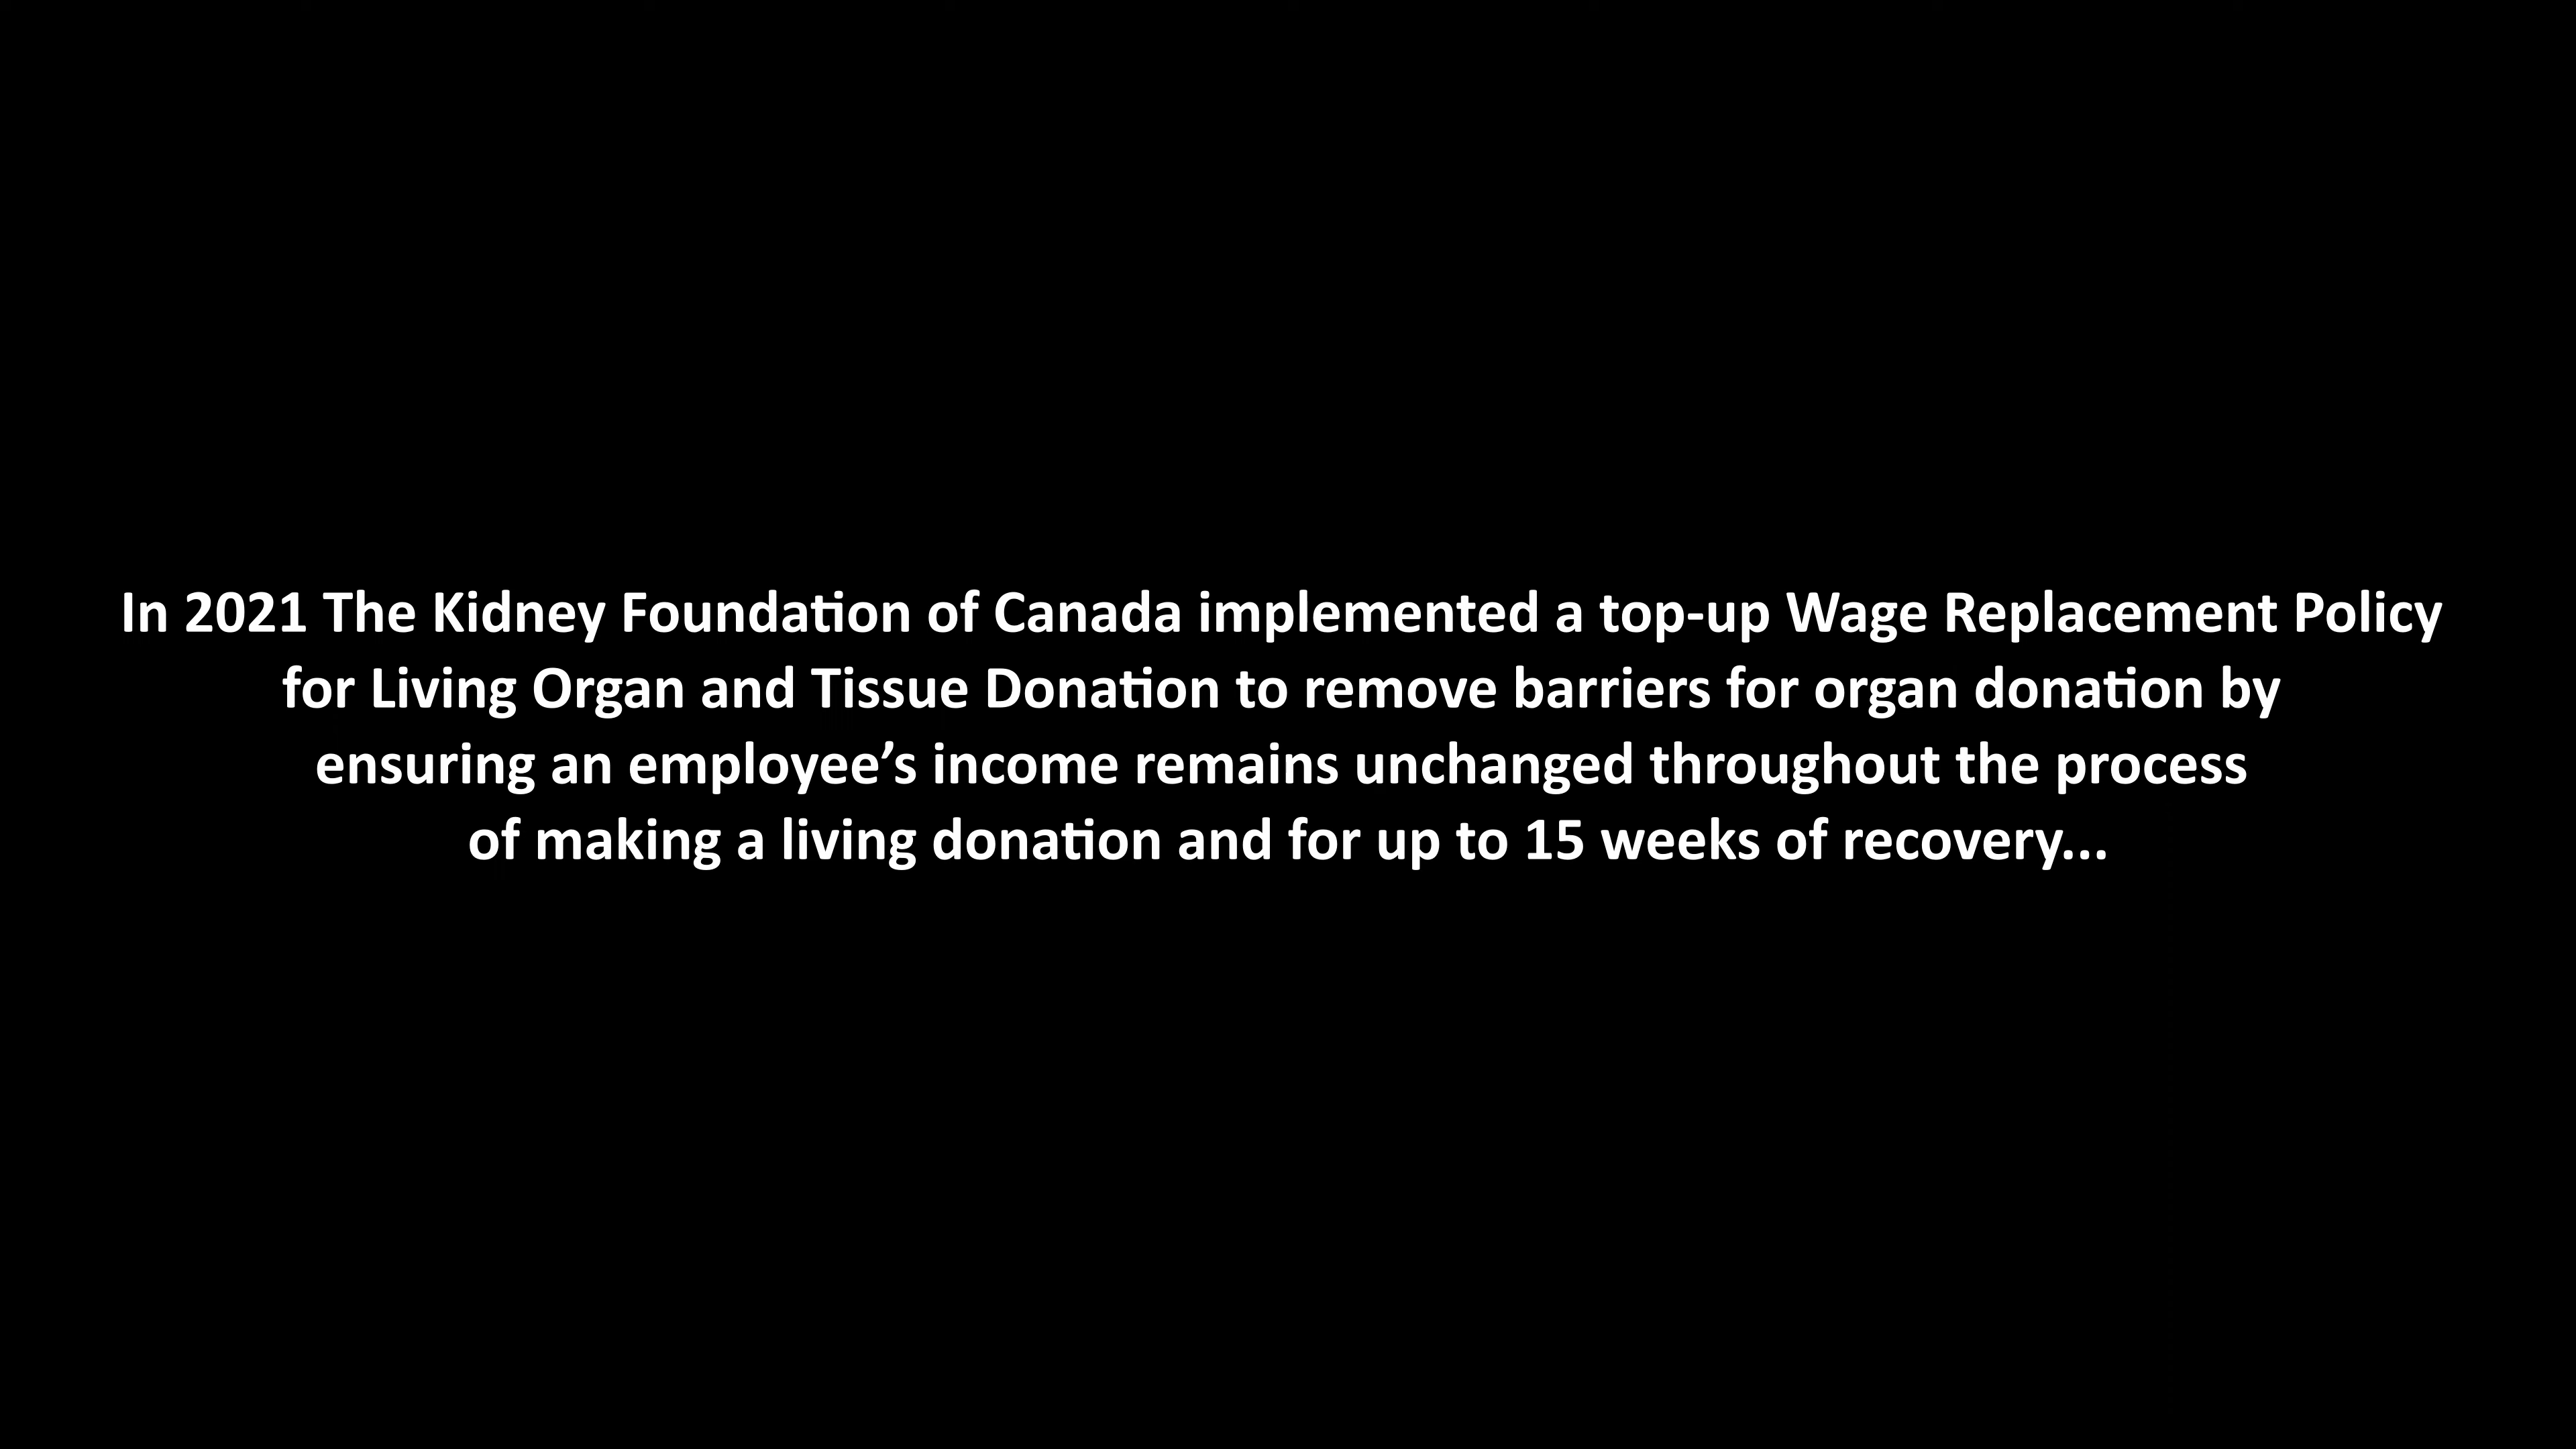 In 2021 The Kidney Foundation of Canada implemented a top-up Wage Replacement Policy
for Living Organ and Tissue Donation to remove barriers for organ donation by
ensuring an employee’s income remains unchanged throughout the process
of making a living donation and for up to 15 weeks of recovery...